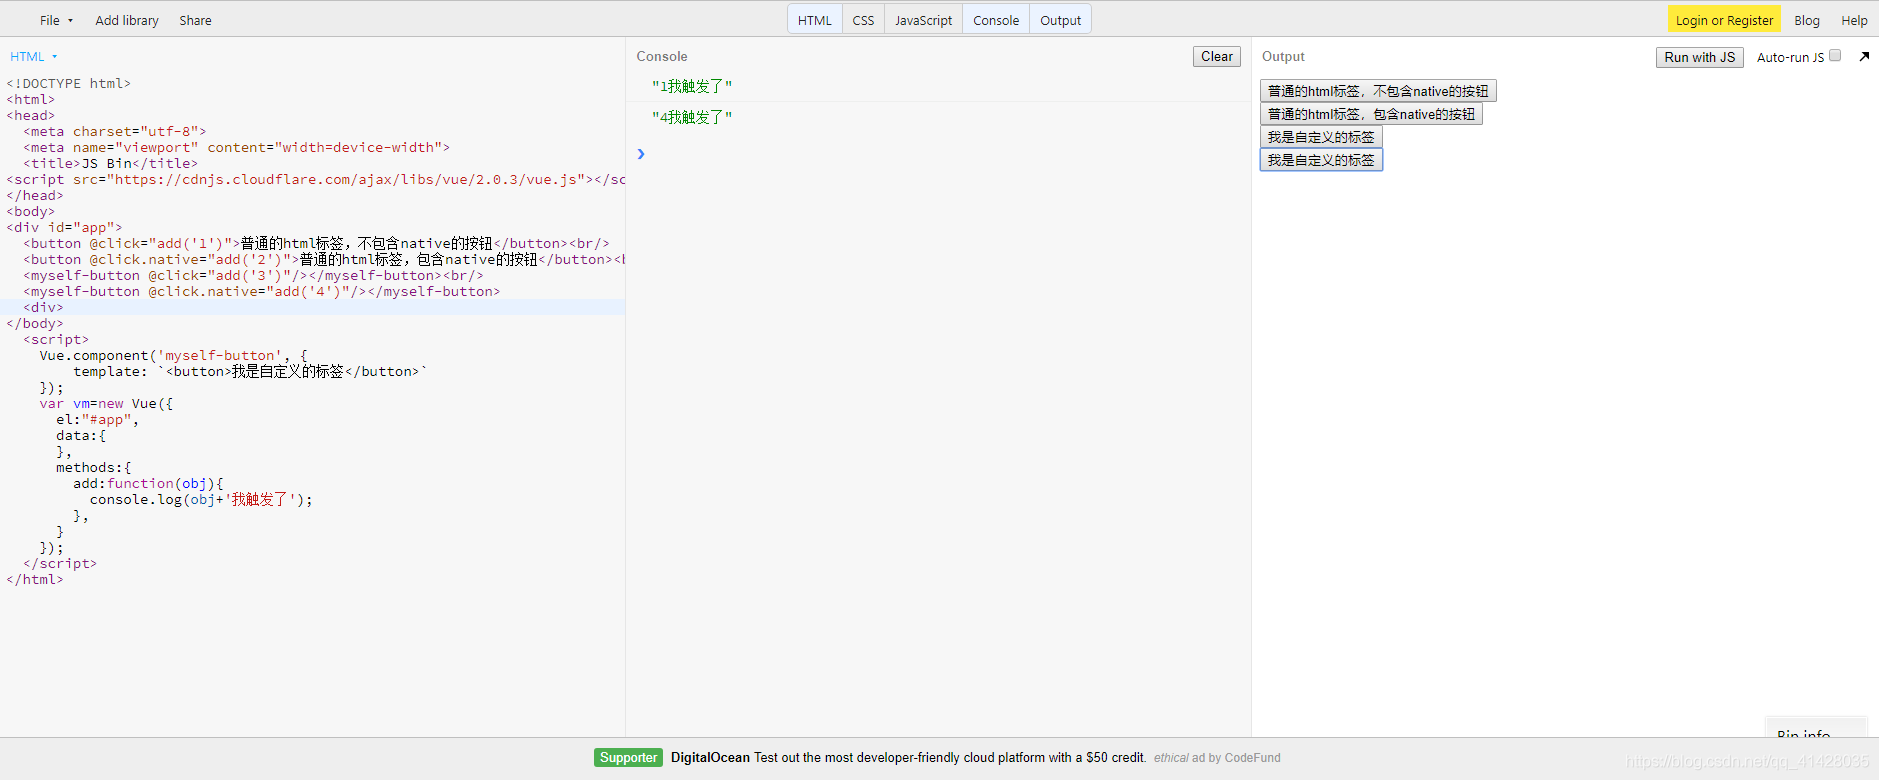 File Add library Share HTML CSS JavaScript Console Output Login or Register Blog Help
HTML
<!DOCTYPE html>
<html>
<head>
  <meta charset="utf-8">
  <meta name="viewport" content="width=device-width">
  <title>JS Bin</title>
<script src="https://cdnjs.cloudflare.com/ajax/libs/vue/2.0.3/vue.js"></sc
</head>
<body>
<div id="app">
  <button @click="add('1')">普通的html标签，不包含native的按钮</button><br/>
  <button @click.native="add('2')">普通的html标签，包含native的按钮</button><b
  <myself-button @click="add('3')"/></myself-button><br/>
  <myself-button @click.native="add('4')"/></myself-button>
  <div>
</body>
  <script>
    Vue.component('myself-button', {
        template: `<button>我是自定义的标签</button>`
    });
    var vm=new Vue({
      el:"#app",
      data:{
      },
      methods:{
        add:function(obj){
          console.log(obj+'我触发了');
        },
      }
    });
  </script>
</html>
Console Clear
"1我触发了"
"4我触发了"
Output Run with JS Auto-run JS
普通的html标签，不包含native的按钮
普通的html标签，包含native的按钮
我是自定义的标签
我是自定义的标签
Bin info
Supporter DigitalOcean Test out the most developer-friendly cloud platform with a $50 credit. ethical ad by CodeFund
https://blog.csdn.net/qq_41428035